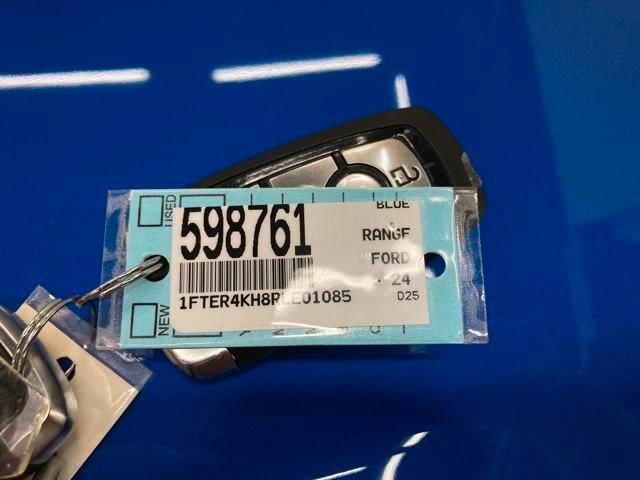 USED
BLUE
598761
RANGE
FORD
24
1FTER4KH8RLE01085
D25
NEW